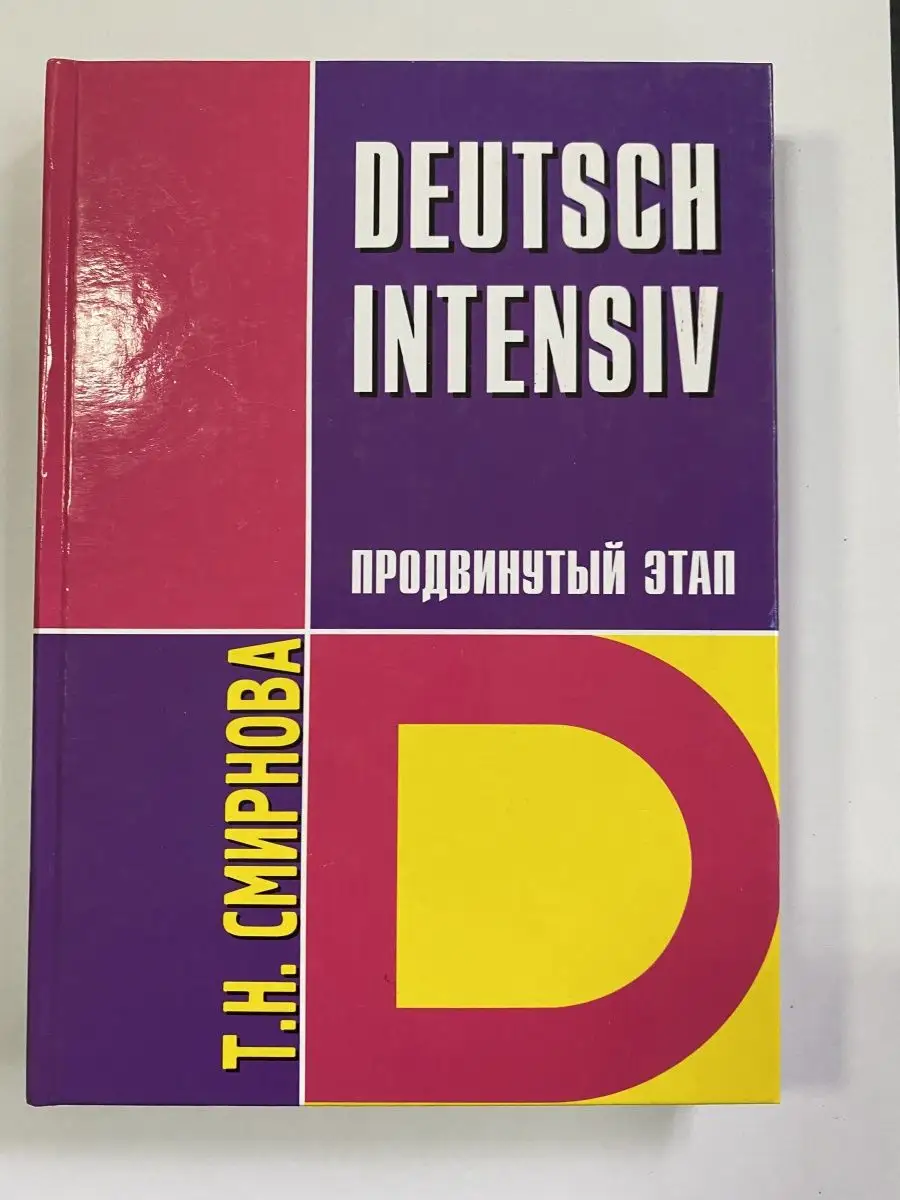 DEUTSCH
INTENSIV
ПРОДВИНУТЫЙ ЭТАП
Т.Н. СМИРНОВА